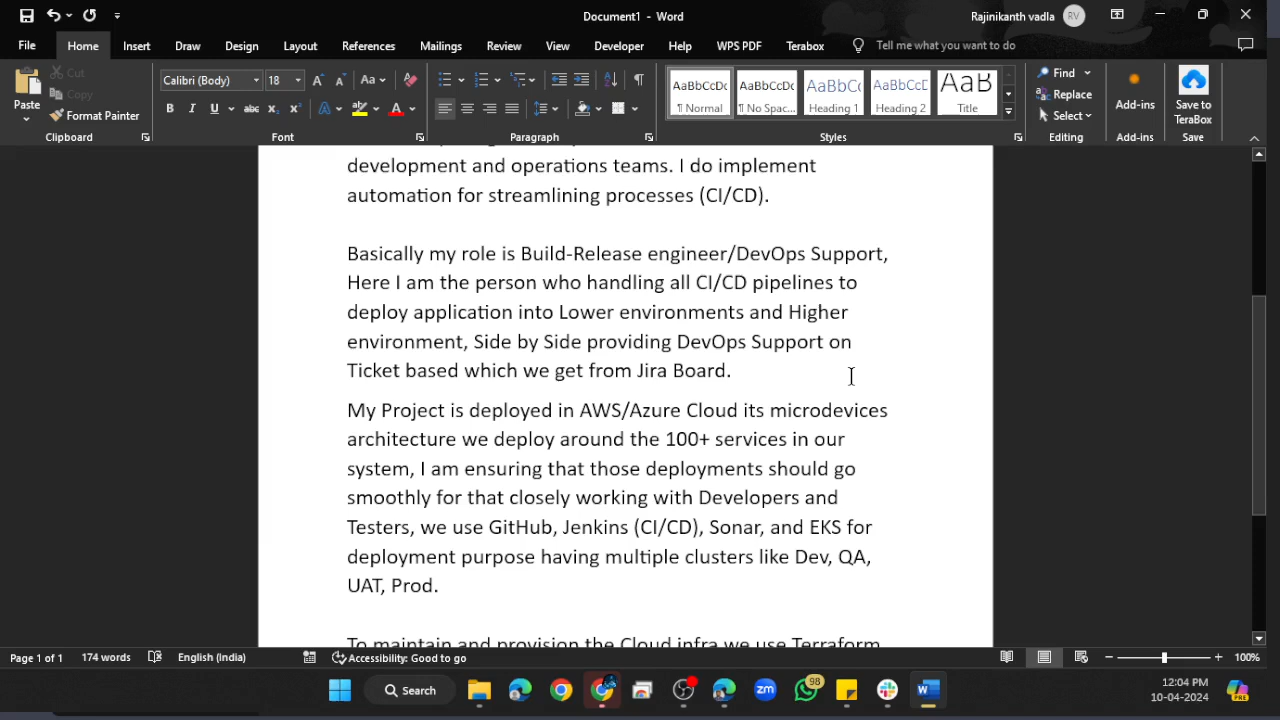 Document1 - Word
Rajinikanth vadla
RV
File Home Insert Draw Design Layout References Mailings Review View Developer Help WPS PDF Terabox Tell me what you want to do
Paste
Cut
Copy
Format Painter
Clipboard
Calibri (Body) 18
Font
Paragraph
AaBbCcDc
¶ Normal
AaBbCcDc
¶ No Spac...
AaBbCc
Heading 1
AaBbCcD
Heading 2
AaB
Title
Styles
Find
Replace
Select
Editing
Add-ins
Add-ins
Save to
TeraBox
Save
development and operations teams. I do implement
automation for streamlining processes (CI/CD).
Basically my role is Build-Release engineer/DevOps Support,
Here I am the person who handling all CI/CD pipelines to
deploy application into Lower environments and Higher
environment, Side by Side providing DevOps Support on
Ticket based which we get from Jira Board.
My Project is deployed in AWS/Azure Cloud its microdevices
architecture we deploy around the 100+ services in our
system, I am ensuring that those deployments should go
smoothly for that closely working with Developers and
Testers, we use GitHub, Jenkins (CI/CD), Sonar, and EKS for
deployment purpose having multiple clusters like Dev, QA,
UAT, Prod.
To maintain and provision the Cloud infra we use Terraform
Page 1 of 1 174 words English (India) Accessibility: Good to go 100%
Search
98
12:04 PM
10-04-2024